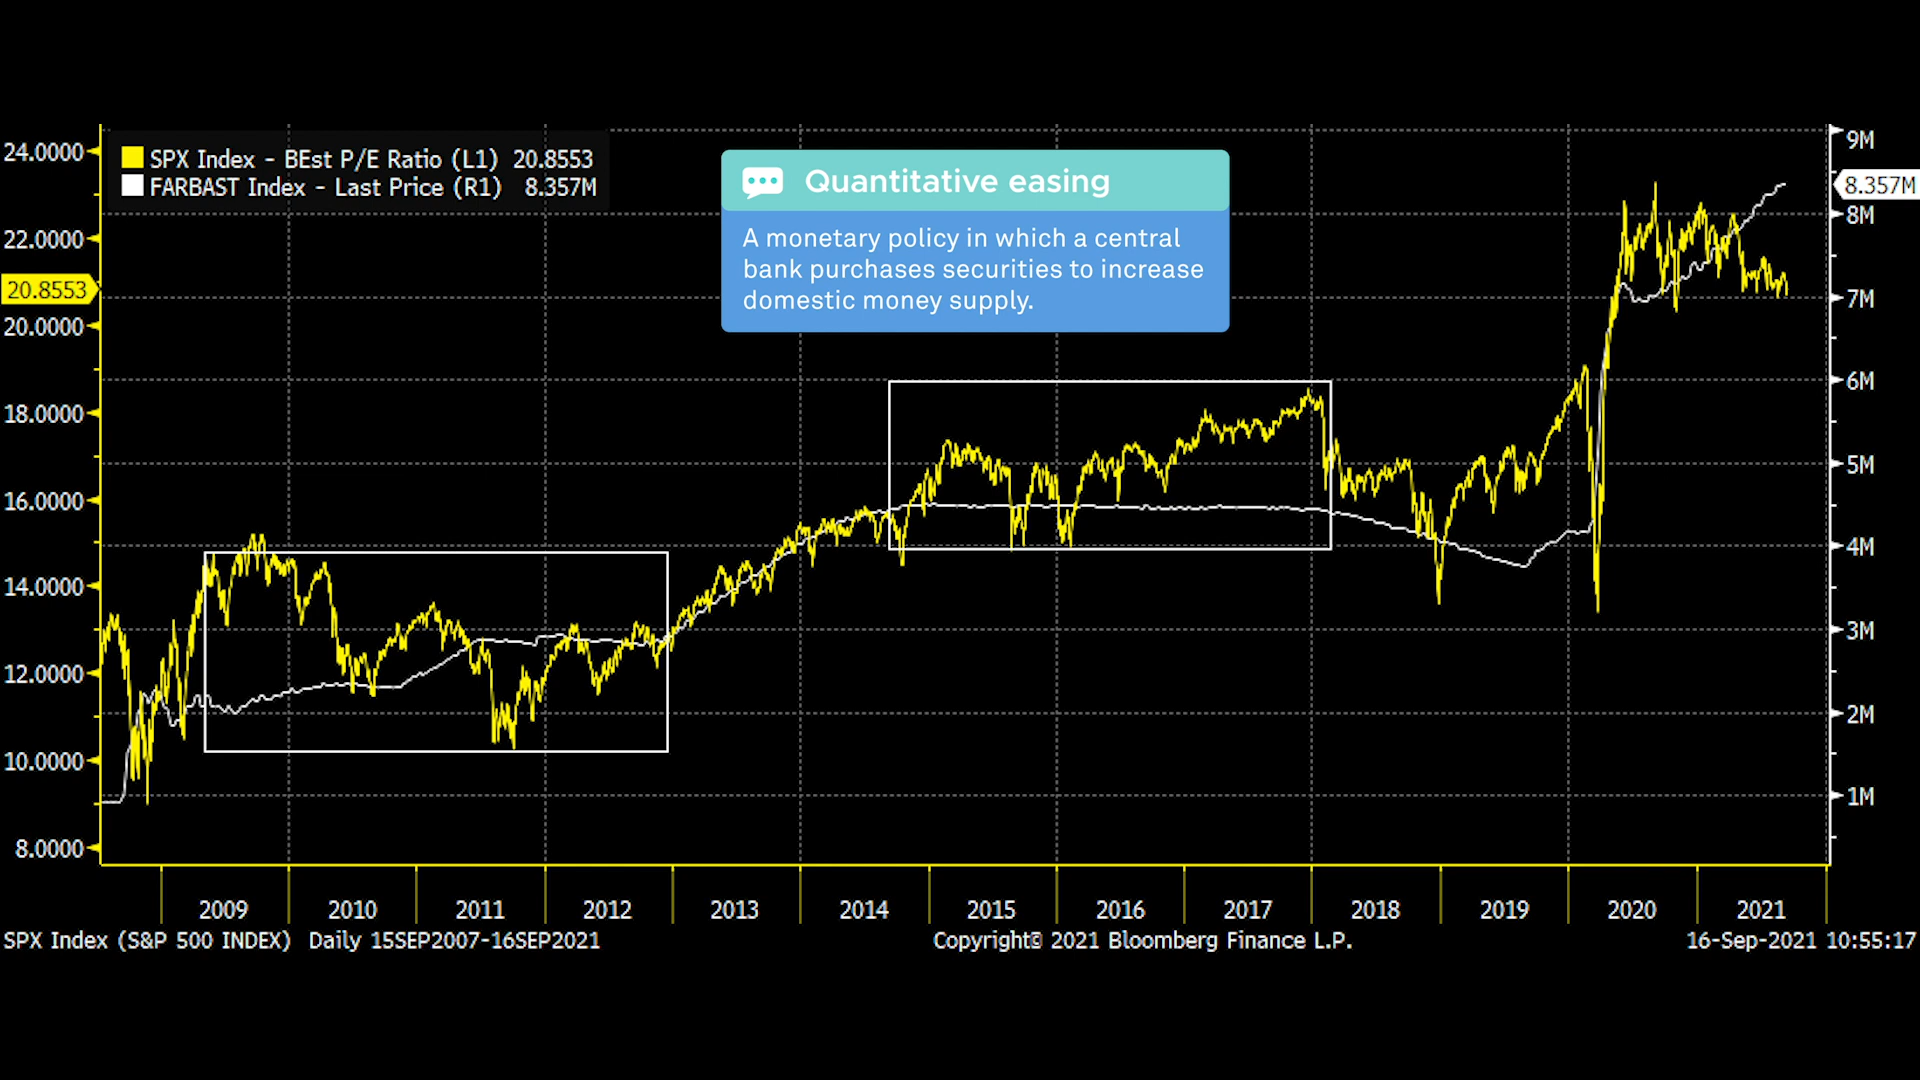 SPX Index - BEst P/E Ratio (L1) 20.8553
FARBAST Index - Last Price (R1) 8.357M
Quantitative easing
A monetary policy in which a central
bank purchases securities to increase
domestic money supply.
24.0000
22.0000
20.8553
20.0000
18.0000
16.0000
14.0000
12.0000
10.0000
8.0000
9M
8.357M
8M
7M
6M
5M
4M
3M
2M
1M
2009 2010 2011 2012 2013 2014 2015 2016 2017 2018 2019 2020 2021
SPX Index (S&P 500 INDEX) Daily 15SEP2007-16SEP2021 Copyright© 2021 Bloomberg Finance L.P. 16-Sep-2021 10:55:17